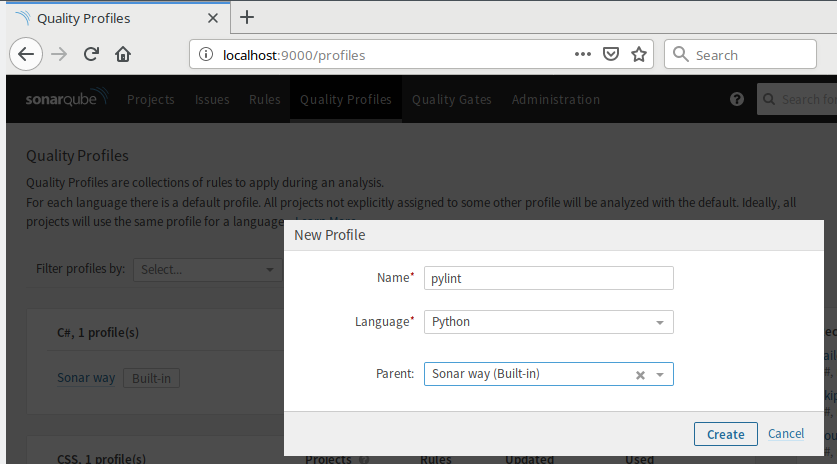 Quality Profiles
localhost:9000/profiles
Search
sonarqube Projects Issues Rules Quality Profiles Quality Gates Administration Search for
Quality Profiles
Quality Profiles are collections of rules to apply during an analysis.
For each language there is a default profile. All projects not explicitly assigned to some other profile will be analyzed with the default. Ideally, all
projects will use the same profile for a language. Learn More
New Profile
Filter profiles by: Select...
Name* pylint
Language* Python
Parent: Sonar way (Built-in)
Create Cancel
C#, 1 profile(s)
Sonar way Built-in
CSS, 1 profile(s) Projects Rules Updated Used